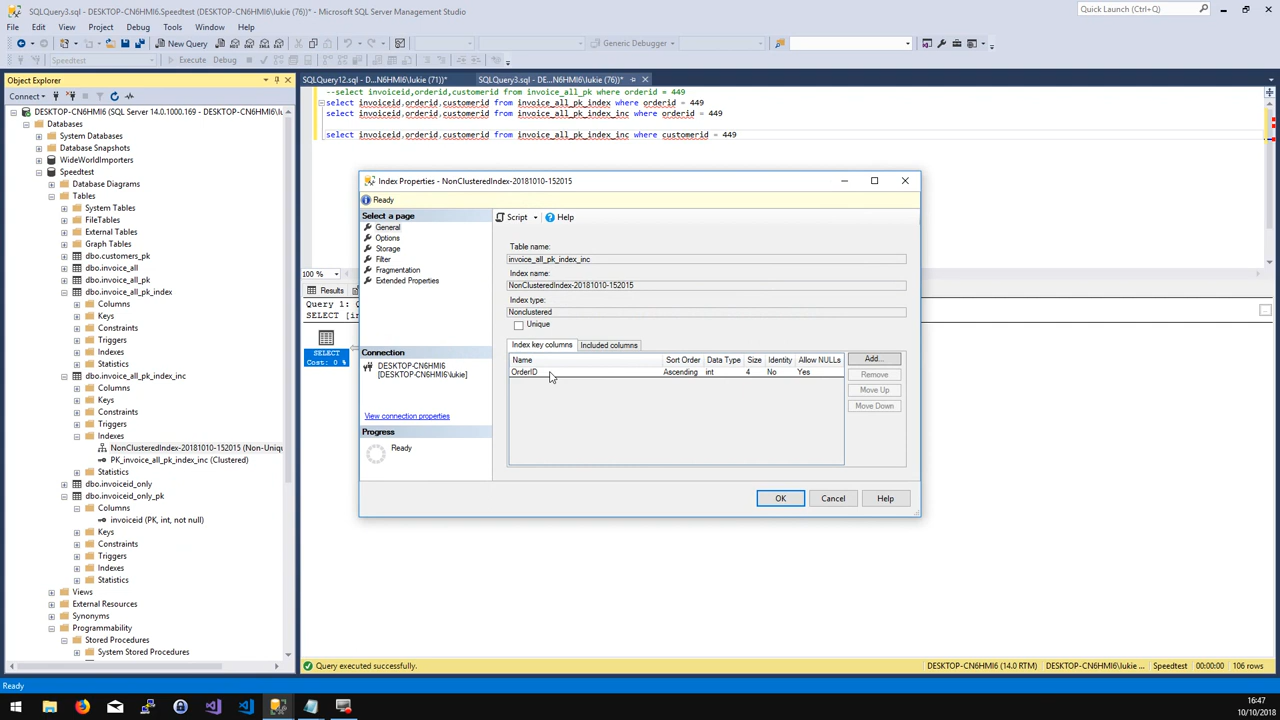 SQLQuery3.sql - DESKTOP-CN6HMI6.Speedtest (DESKTOP-CN6HMI6\lukie (76))* - Microsoft SQL Server Management Studio
Quick Launch (Ctrl+Q)
File Edit View Project Debug Tools Window Help
New Query
Generic Debugger
Speedtest
Execute Debug
Object Explorer
Connect
DESKTOP-CN6HMI6 (SQL Server 14.0.1000.169 - DESKTOP-CN6HMI6\lu
Databases
System Databases
Database Snapshots
WideWorldImporters
Speedtest
Database Diagrams
Tables
System Tables
FileTables
External Tables
Graph Tables
dbo.customers_pk
dbo.invoice_all
dbo.invoice_all_pk
dbo.invoice_all_pk_index
Columns
Keys
Constraints
Triggers
Indexes
Statistics
dbo.invoice_all_pk_index_inc
Columns
Keys
Constraints
Triggers
Indexes
NonClusteredIndex-20181010-152015 (Non-Uniqu
PK_invoice_all_pk_index_inc (Clustered)
Statistics
dbo.invoiceid_only
dbo.invoiceid_only_pk
Columns
invoiceid (PK, int, not null)
Keys
Constraints
Triggers
Indexes
Statistics
Views
External Resources
Synonyms
Programmability
Stored Procedures
System Stored Procedures
SQLQuery12.sql - D...N6HMI6\lukie (71))*
SQLQuery3.sql - DE...N6HMI6\lukie (76))*
--select invoiceid,orderid,customerid from invoice_all_pk where orderid = 449
select invoiceid,orderid,customerid from invoice_all_pk_index where orderid = 449
select invoiceid,orderid,customerid from invoice_all_pk_index_inc where orderid = 449
select invoiceid,orderid,customerid from invoice_all_pk_index_inc where customerid = 449
100 %
Results
Query 1:
SELECT [in
SELECT
Cost: 0 %
Index Properties - NonClusteredIndex-20181010-152015
Ready
Select a page
General
Options
Storage
Filter
Fragmentation
Extended Properties
Connection
DESKTOP-CN6HMI6
[DESKTOP-CN6HMI6\lukie]
View connection properties
Progress
Ready
Script Help
Table name:
invoice_all_pk_index_inc
Index name:
NonClusteredIndex-20181010-152015
Index type:
Nonclustered
Unique
Index key columns Included columns
Name Sort Order Data Type Size Identity Allow NULLs
OrderID Ascending int 4 No Yes
Add...
Remove
Move Up
Move Down
OK Cancel Help
Query executed successfully.
DESKTOP-CN6HMI6 (14.0 RTM) DESKTOP-CN6HMI6\lukie ... Speedtest 00:00:00 106 rows
Ready
16:47
10/10/2018